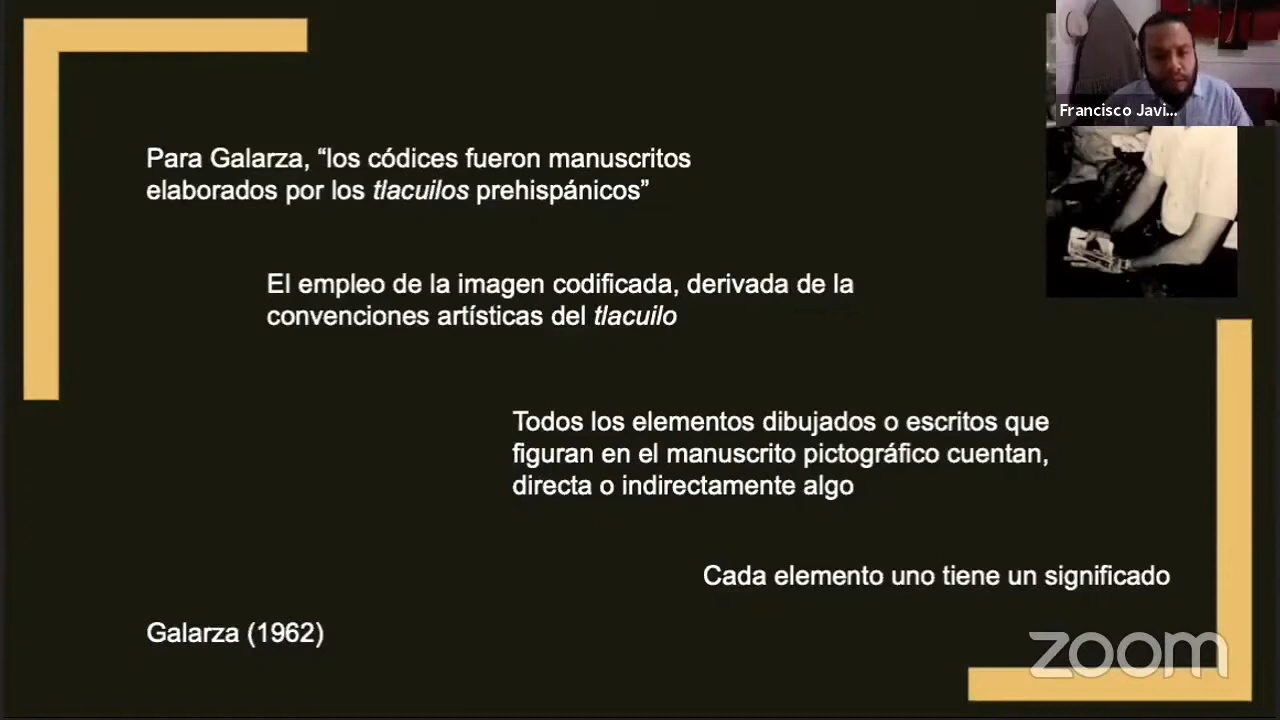 Francisco Javi...
Para Galarza, “los códices fueron manuscritos
elaborados por los tlacuilos prehispánicos”
El empleo de la imagen codificada, derivada de la
convenciones artísticas del tlacuilo
Todos los elementos dibujados o escritos que
figuran en el manuscrito pictográfico cuentan,
directa o indirectamente algo
Cada elemento uno tiene un significado
Galarza (1962)
zoom